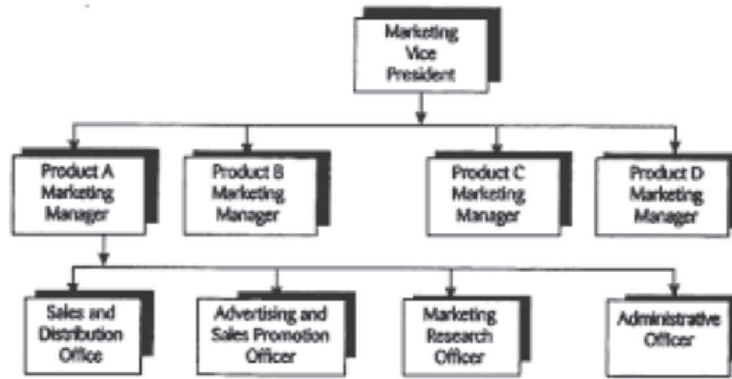 Marketing
Vice
President
Product A
Marketing
Manager
Product B
Marketing
Manager
Product C
Marketing
Manager
Product D
Marketing
Manager
Sales and
Distribution
Office
Advertising and
Sales Promotion
Officer
Marketing
Research
Officer
Administrative
Officer